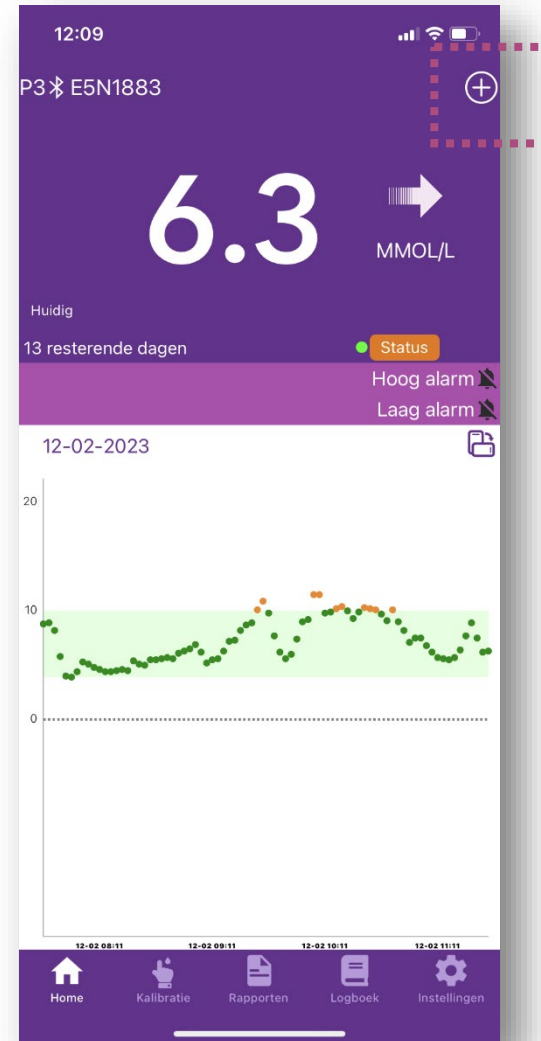 12:09
P3 E5N1883
6.3
MMOL/L
Huidig
13 resterende dagen Status
Hoog alarm
Laag alarm
12-02-2023
20
10
0
12-02 08:11 12-02 09:11 12-02 10:11 12-02 11:11
Home Kalibratie Rapporten Logboek Instellingen